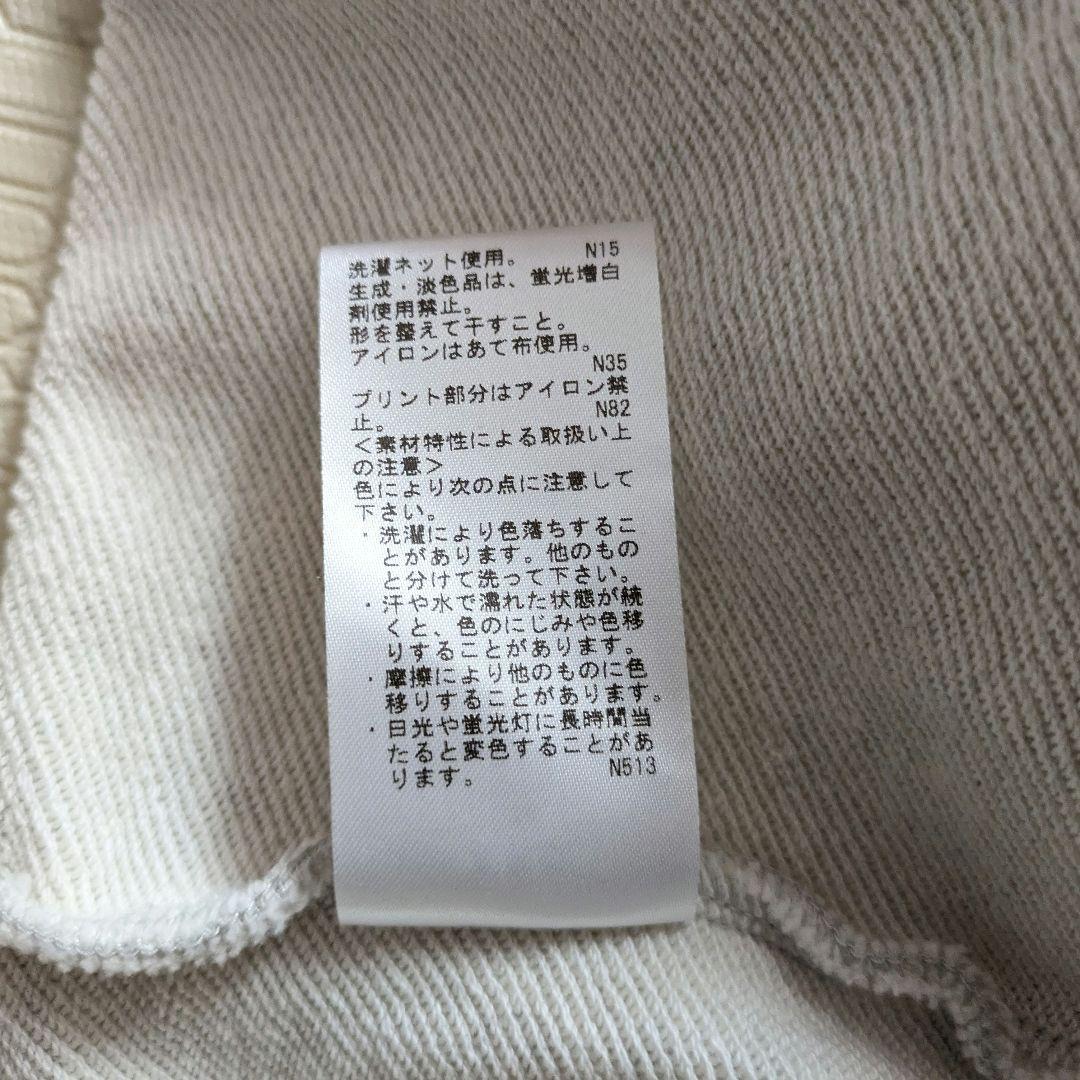 洗濯ネット使用。 N15
生成・淡色品は、蛍光増白
剤使用禁止。
形を整えて干すこと。
アイロンはあて布使用。
N35
プリント部分はアイロン禁
止。 N82
＜素材特性による取扱い上
の注意＞
色により次の点に注意して
下さい。
・洗濯により色落ちするこ
とがあります。他のもの
と分けて洗って下さい。
・汗や水で濡れた状態が続
くと、色のにじみや色移
りすることがあります。
・摩擦により他のものに色
移りすることがあります。
・日光や蛍光灯に長時間当
たると変色することがあ
ります。 N513